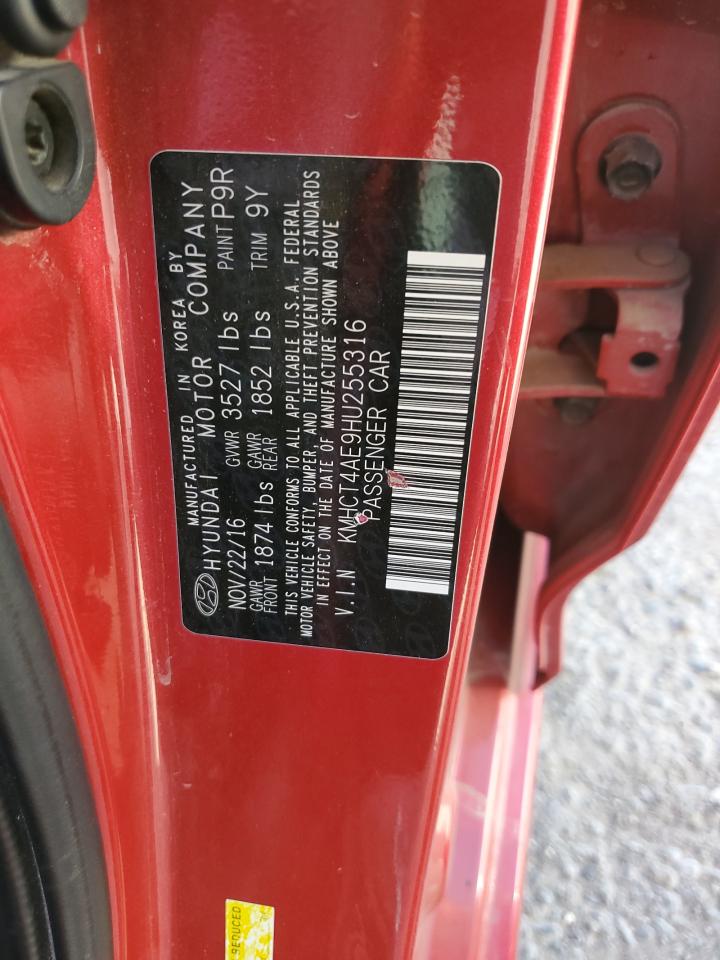 MANUFACTURED IN KOREA BY
HYUNDAI MOTOR COMPANY
NOV/22/16 GVWR 3527 lbs PAINT P9R
GAWR FRONT 1874 lbs GAWR REAR 1852 lbs TRIM 9Y
THIS VEHICLE CONFORMS TO ALL APPLICABLE U.S.A. FEDERAL
MOTOR VEHICLE SAFETY, BUMPER, AND THEFT PREVENTION STANDARDS
IN EFFECT ON THE DATE OF MANUFACTURE SHOWN ABOVE
V.I.N KMHCT4AE9HU255316
PASSENGER CAR
REDUCED